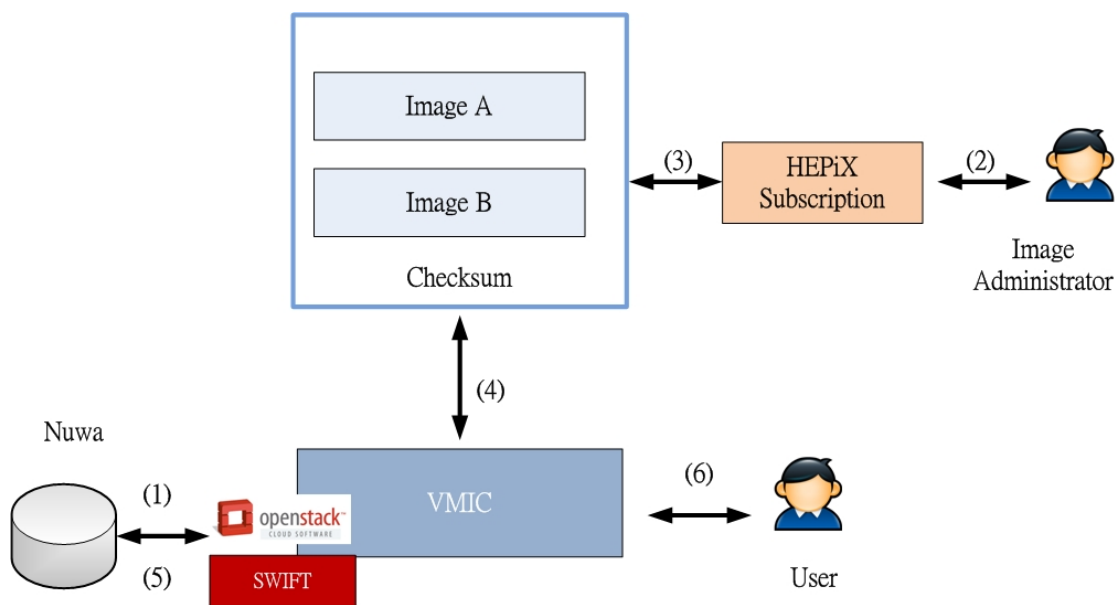 Image A
Image B
Checksum
(3)
HEPiX
Subscription
(2)
Image
Administrator
(4)
Nuwa
(1)
(5)
openstack™
CLOUD SOFTWARE
SWIFT
VMIC
(6)
User